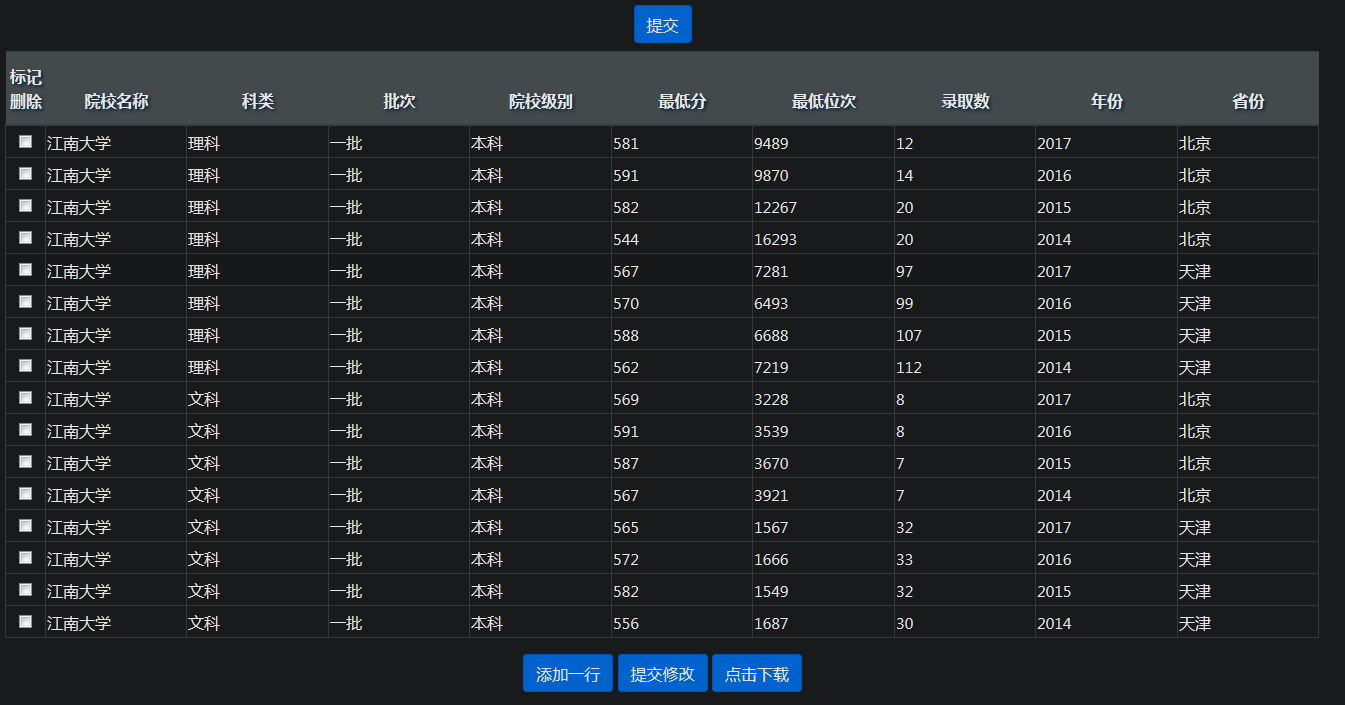 提交
标记删除 院校名称 科类 批次 院校级别 最低分 最低位次 录取数 年份 省份
江南大学 理科 一批 本科 581 9489 12 2017 北京
江南大学 理科 一批 本科 591 9870 14 2016 北京
江南大学 理科 一批 本科 582 12267 20 2015 北京
江南大学 理科 一批 本科 544 16293 20 2014 北京
江南大学 理科 一批 本科 567 7281 97 2017 天津
江南大学 理科 一批 本科 570 6493 99 2016 天津
江南大学 理科 一批 本科 588 6688 107 2015 天津
江南大学 理科 一批 本科 562 7219 112 2014 天津
江南大学 文科 一批 本科 569 3228 8 2017 北京
江南大学 文科 一批 本科 591 3539 8 2016 北京
江南大学 文科 一批 本科 587 3670 7 2015 北京
江南大学 文科 一批 本科 567 3921 7 2014 北京
江南大学 文科 一批 本科 565 1567 32 2017 天津
江南大学 文科 一批 本科 572 1666 33 2016 天津
江南大学 文科 一批 本科 582 1549 32 2015 天津
江南大学 文科 一批 本科 556 1687 30 2014 天津
添加一行 提交修改 点击下载